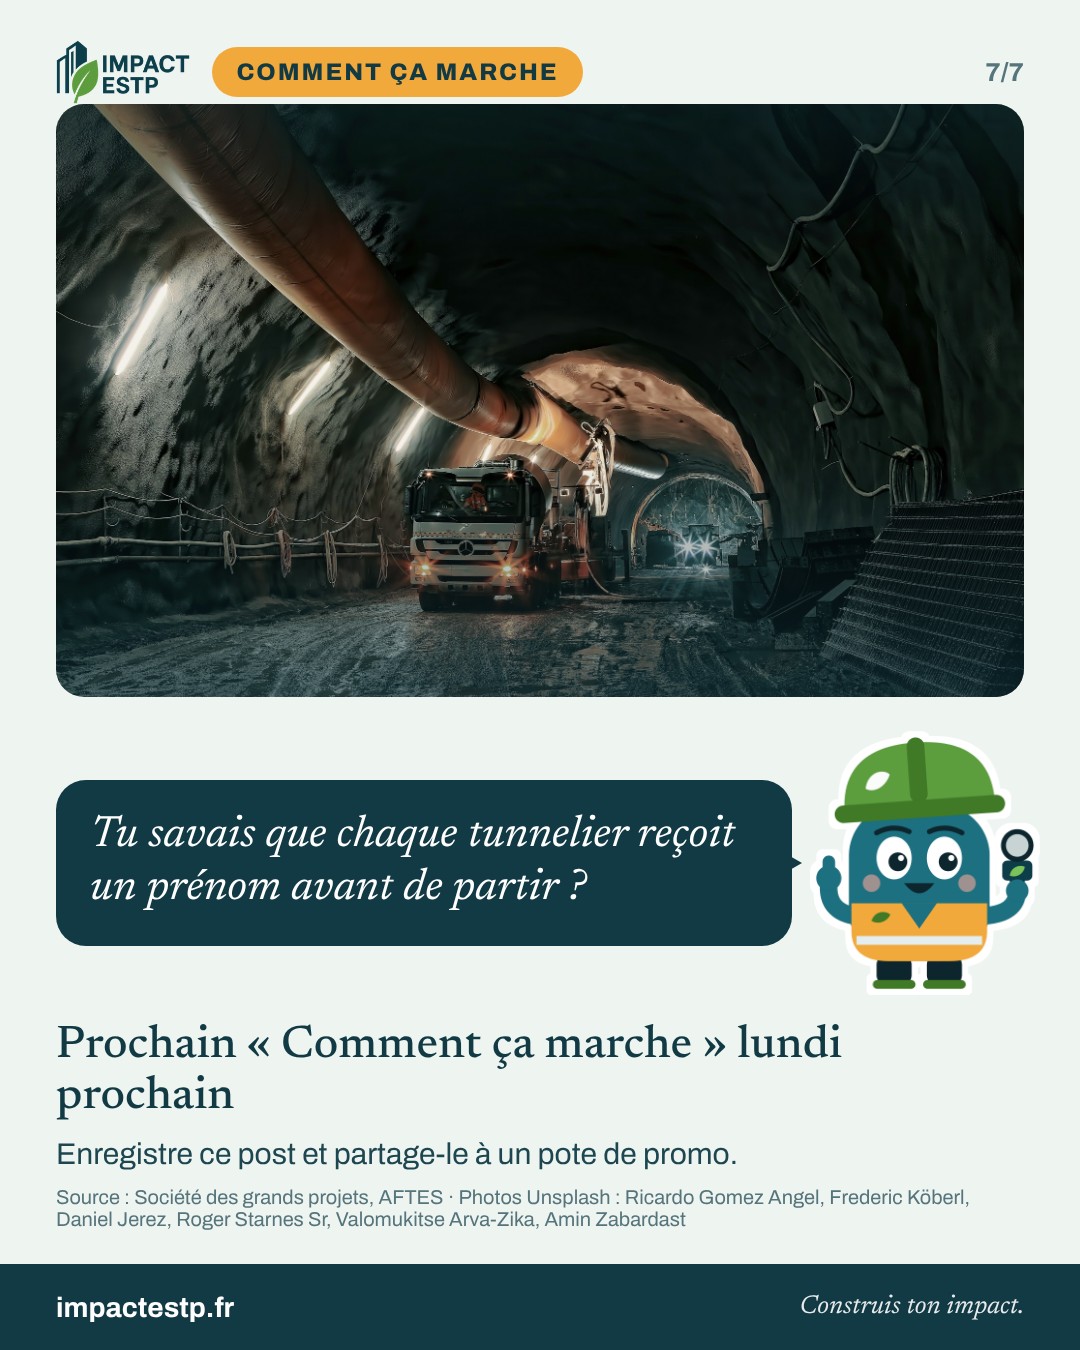 IMPACT
ESTP
COMMENT ÇA MARCHE
7/7
Tu savais que chaque tunnelier reçoit
un prénom avant de partir ?
Prochain « Comment ça marche » lundi
prochain
Enregistre ce post et partage-le à un pote de promo.
Source : Société des grands projets, AFTES · Photos Unsplash : Ricardo Gomez Angel, Frederic Köberl,
Daniel Jerez, Roger Starnes Sr, Valomukitse Arva-Zika, Amin Zabardast
impactestp.fr
Construis ton impact.